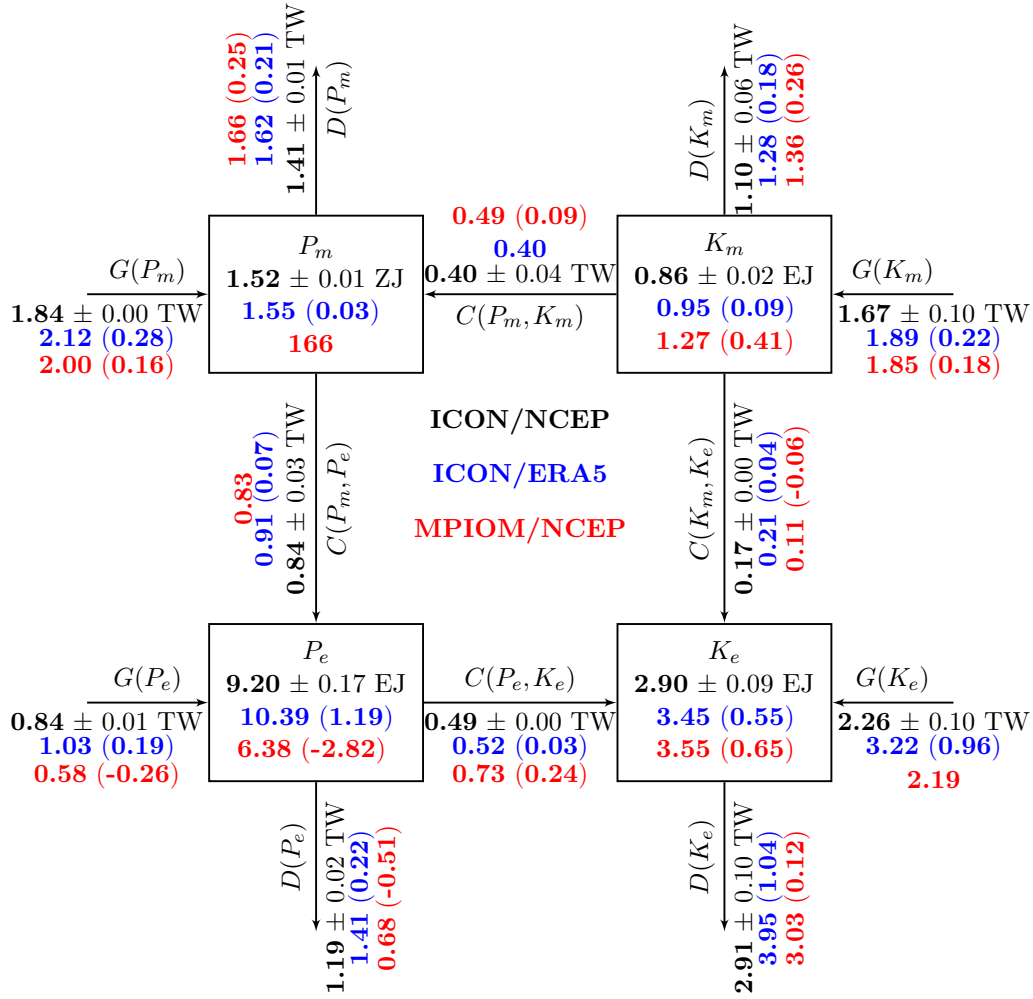 1.66 (0.25)
1.62 (0.21)
1.41 ± 0.01 TW
D(P_m)
D(K_m)
1.10 ± 0.06 TW
1.28 (0.18)
1.36 (0.26)
G(P_m)
1.84 ± 0.00 TW
2.12 (0.28)
2.00 (0.16)
P_m
1.52 ± 0.01 ZJ
1.55 (0.03)
166
0.49 (0.09)
0.40
0.40 ± 0.04 TW
C(P_m, K_m)
K_m
0.86 ± 0.02 EJ
0.95 (0.09)
1.27 (0.41)
G(K_m)
1.67 ± 0.10 TW
1.89 (0.22)
1.85 (0.18)
0.83
0.91 (0.07)
0.84 ± 0.03 TW
C(P_m, P_e)
ICON/NCEP
ICON/ERA5
MPIOM/NCEP
C(K_m, K_e)
0.17 ± 0.00 TW
0.21 (0.04)
0.11 (-0.06)
G(P_e)
0.84 ± 0.01 TW
1.03 (0.19)
0.58 (-0.26)
P_e
9.20 ± 0.17 EJ
10.39 (1.19)
6.38 (-2.82)
C(P_e, K_e)
0.49 ± 0.00 TW
0.52 (0.03)
0.73 (0.24)
K_e
2.90 ± 0.09 EJ
3.45 (0.55)
3.55 (0.65)
G(K_e)
2.26 ± 0.10 TW
3.22 (0.96)
2.19
D(P_e)
1.19 ± 0.02 TW
1.41 (0.22)
0.68 (-0.51)
D(K_e)
2.91 ± 0.10 TW
3.95 (1.04)
3.03 (0.12)